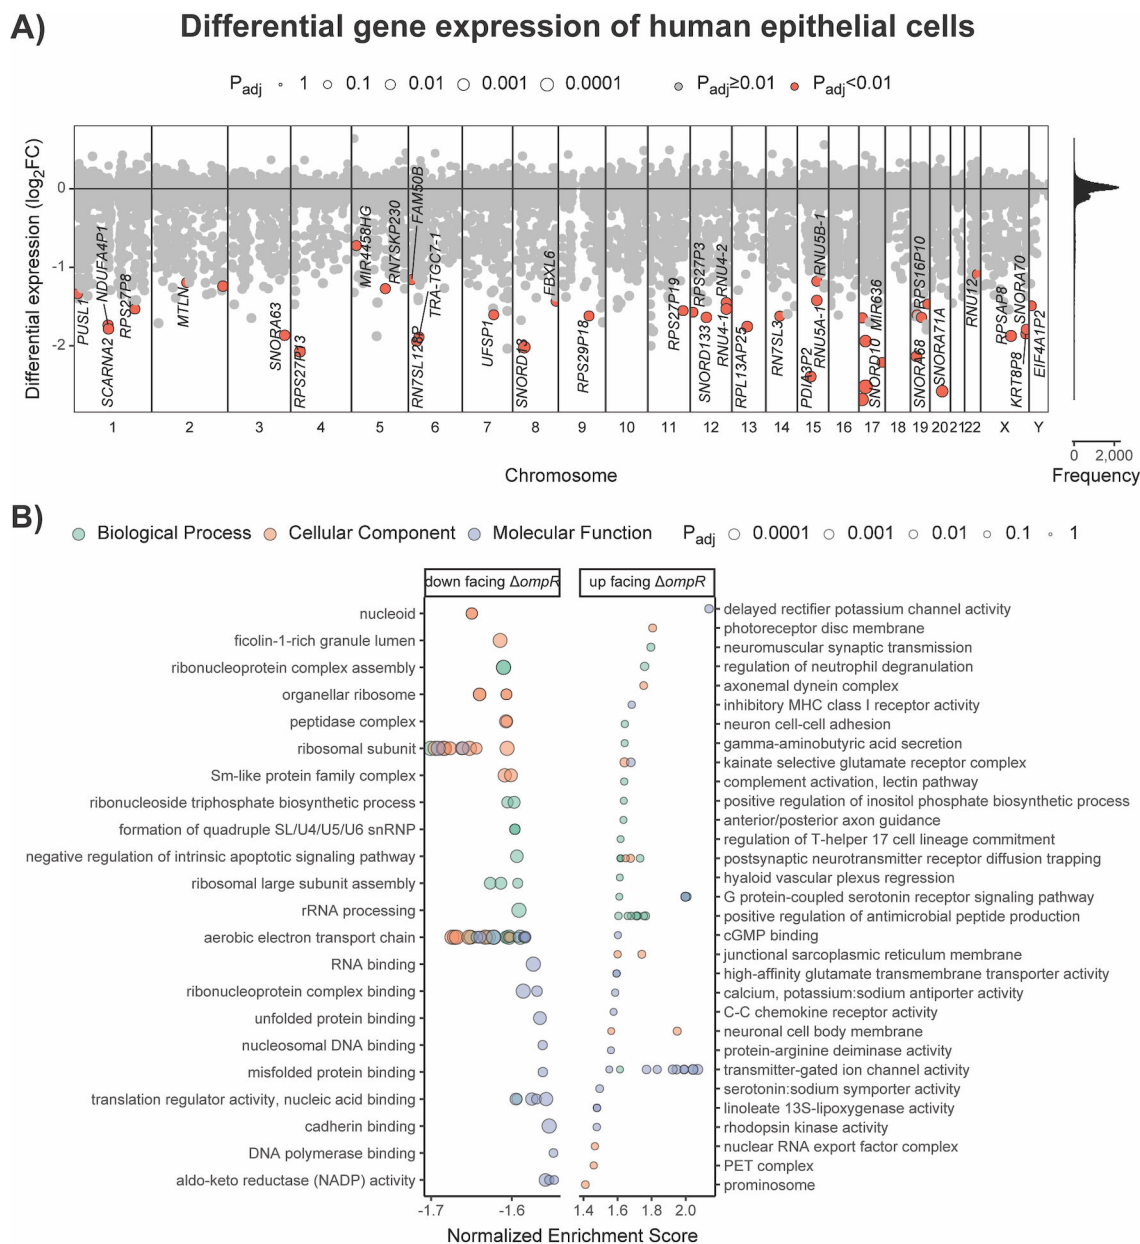 A)
Differential gene expression of human epithelial cells
Padj 1 0.1 0.01 0.001 0.0001 Padj≥0.01 Padj<0.01
Differential expression (log2FC)
0
-1
-2
PUSL1
SCARNA2
NDUFA4P1
RPS27P8
MTLN
SNORA63
RPS27P13
MIR4458HG
RN7SKP230
FAM50B
TRA-TGC7-1
RN7SL128P
UFSP1
SNORD13
FBXL6
RPS29P18
RPS27P19
RPS27P3
SNORD133
RNU4-2
RNU4-1
RPL13AP25
RN7SL3
PDIA3P2
RNU5B-1
RNU5A-1
MIR636
SNORD10
RPS16P10
SNORA68
SNORA71A
RNU12
RPSAP8
SNORA70
KRT8P8
EIF4A1P2
1 2 3 4 5 6 7 8 9 10 11 12 13 14 15 16 17 18 19 20 21 22 X Y
Chromosome
0 2,000
Frequency
B)
Biological Process Cellular Component Molecular Function Padj 0.0001 0.001 0.01 0.1 1
down facing ΔompR
up facing ΔompR
nucleoid
ficolin-1-rich granule lumen
ribonucleoprotein complex assembly
organellar ribosome
peptidase complex
ribosomal subunit
Sm-like protein family complex
ribonucleoside triphosphate biosynthetic process
formation of quadruple SL/U4/U5/U6 snRNP
negative regulation of intrinsic apoptotic signaling pathway
ribosomal large subunit assembly
rRNA processing
aerobic electron transport chain
RNA binding
ribonucleoprotein complex binding
unfolded protein binding
nucleosomal DNA binding
misfolded protein binding
translation regulator activity, nucleic acid binding
cadherin binding
DNA polymerase binding
aldo-keto reductase (NADP) activity
delayed rectifier potassium channel activity
photoreceptor disc membrane
neuromuscular synaptic transmission
regulation of neutrophil degranulation
axonemal dynein complex
inhibitory MHC class I receptor activity
neuron cell-cell adhesion
gamma-aminobutyric acid secretion
kainate selective glutamate receptor complex
complement activation, lectin pathway
positive regulation of inositol phosphate biosynthetic process
anterior/posterior axon guidance
regulation of T-helper 17 cell lineage commitment
postsynaptic neurotransmitter receptor diffusion trapping
hyaloid vascular plexus regression
G protein-coupled serotonin receptor signaling pathway
positive regulation of antimicrobial peptide production
cGMP binding
junctional sarcoplasmic reticulum membrane
high-affinity glutamate transmembrane transporter activity
calcium, potassium:sodium antiporter activity
C-C chemokine receptor activity
neuronal cell body membrane
protein-arginine deiminase activity
transmitter-gated ion channel activity
serotonin:sodium symporter activity
linoleate 13S-lipoxygenase activity
rhodopsin kinase activity
nuclear RNA export factor complex
PET complex
prominosome
-1.7 -1.6 1.4 1.6 1.8 2.0
Normalized Enrichment Score